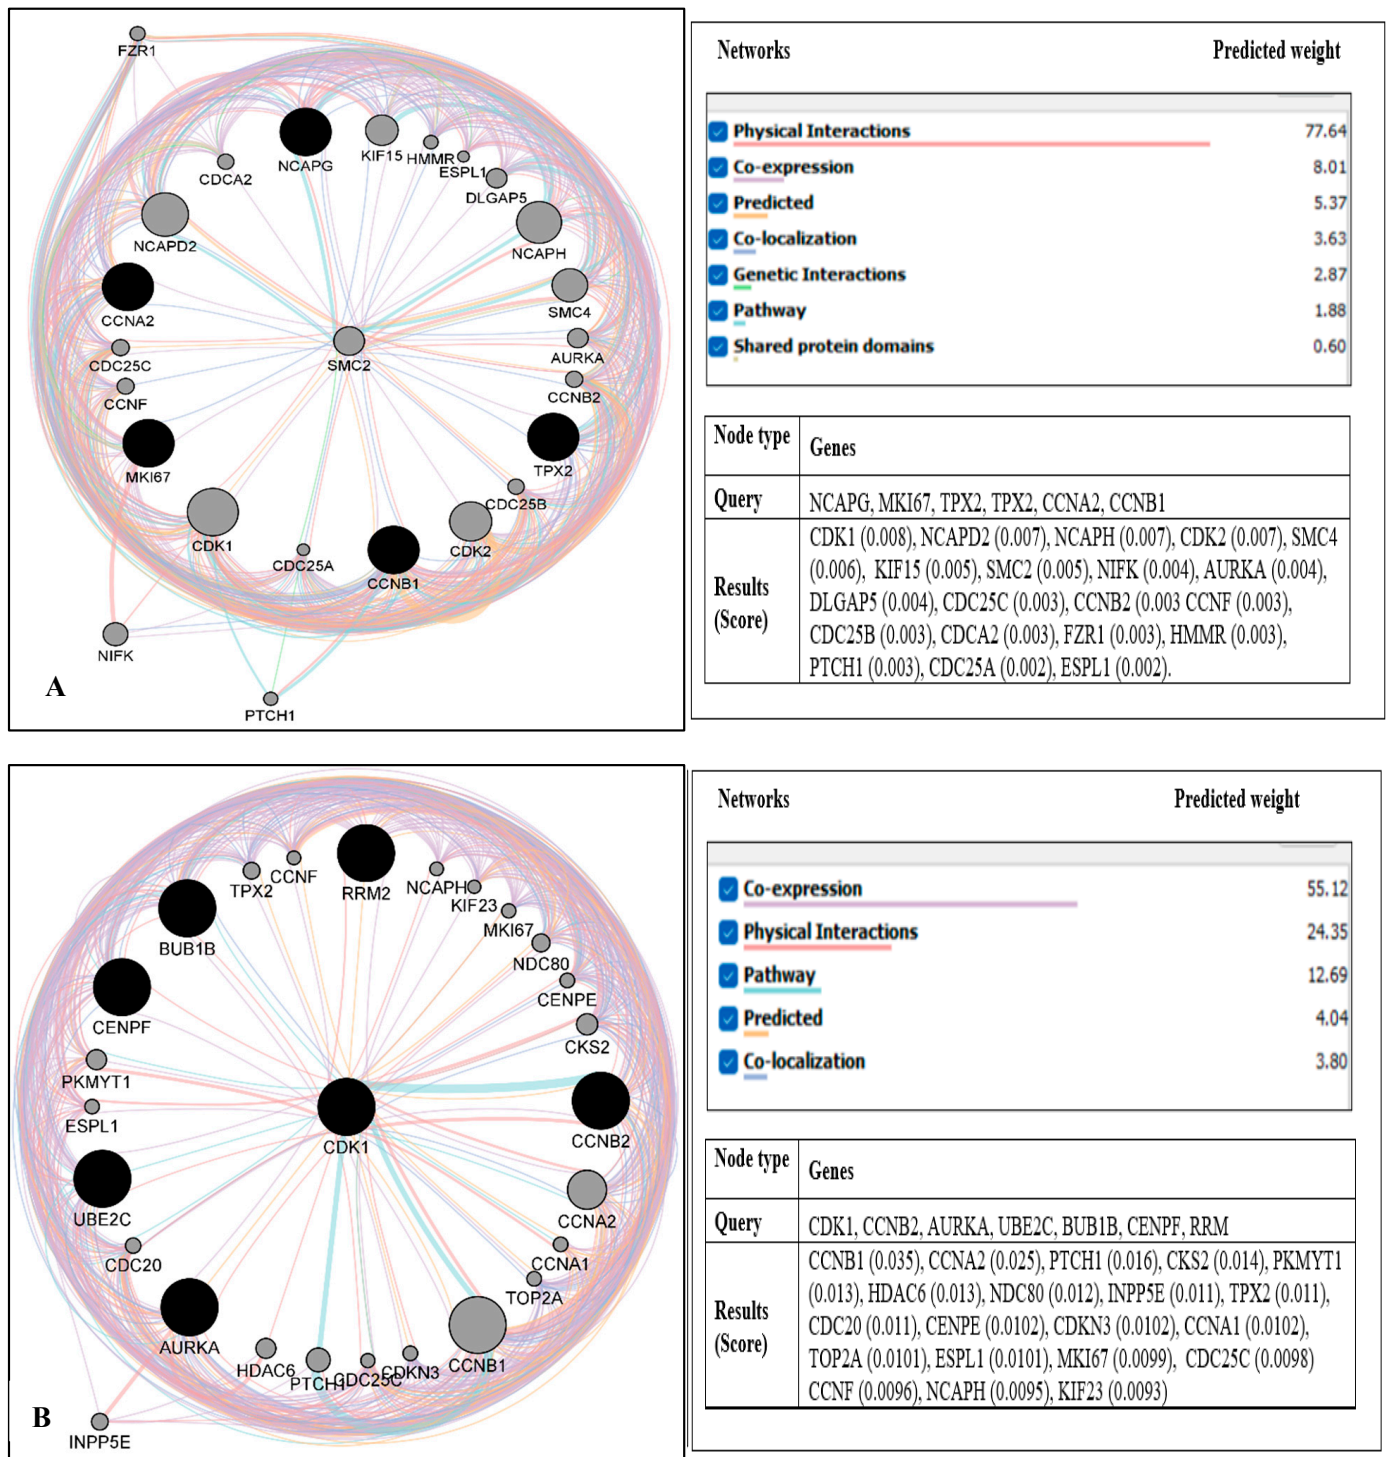 FZR1
NCAPG
KIF15
HMMR
ESPL1
CDCA2
DLGAP5
NCAPD2
NCAPH
CCNA2
SMC4
CDC25C
SMC2
AURKA
CCNF
CCNB2
MKI67
TPX2
CDK1
CDC25B
CDC25A
CCNB1
CDK2
NIFK
A
PTCH1
Networks Predicted weight
Physical Interactions 77.64
Co-expression 8.01
Predicted 5.37
Co-localization 3.63
Genetic Interactions 2.87
Pathway 1.88
Shared protein domains 0.60
Node type Genes
Query NCAPG, MKI67, TPX2, TPX2, CCNA2, CCNB1
Results
(Score)
CDK1 (0.008), NCAPD2 (0.007), NCAPH (0.007), CDK2 (0.007), SMC4
(0.006), KIF15 (0.005), SMC2 (0.005), NIFK (0.004), AURKA (0.004),
DLGAP5 (0.004), CDC25C (0.003), CCNB2 (0.003 CCNF (0.003),
CDC25B (0.003), CDCA2 (0.003), FZR1 (0.003), HMMR (0.003),
PTCH1 (0.003), CDC25A (0.002), ESPL1 (0.002).
TPX2
CCNF
RRM2
NCAPH
KIF23
MKI67
BUB1B
NDC80
CENPF
CENPE
CKS2
PKMYT1
ESPL1
CDK1
CCNB2
UBE2C
CCNA2
CDC20
CCNA1
TOP2A
AURKA
HDAC6
PTCH1
CDC25C
CDKN3
CCNB1
B
INPP5E
Networks Predicted weight
Co-expression 55.12
Physical Interactions 24.35
Pathway 12.69
Predicted 4.04
Co-localization 3.80
Node type Genes
Query CDK1, CCNB2, AURKA, UBE2C, BUB1B, CENPF, RRM
Results
(Score)
CCNB1 (0.035), CCNA2 (0.025), PTCH1 (0.016), CKS2 (0.014), PKMYT1
(0.013), HDAC6 (0.013), NDC80 (0.012), INPP5E (0.011), TPX2 (0.011),
CDC20 (0.011), CENPE (0.0102), CDKN3 (0.0102), CCNA1 (0.0102),
TOP2A (0.0101), ESPL1 (0.0101), MKI67 (0.0099), CDC25C (0.0098)
CCNF (0.0096), NCAPH (0.0095), KIF23 (0.0093)